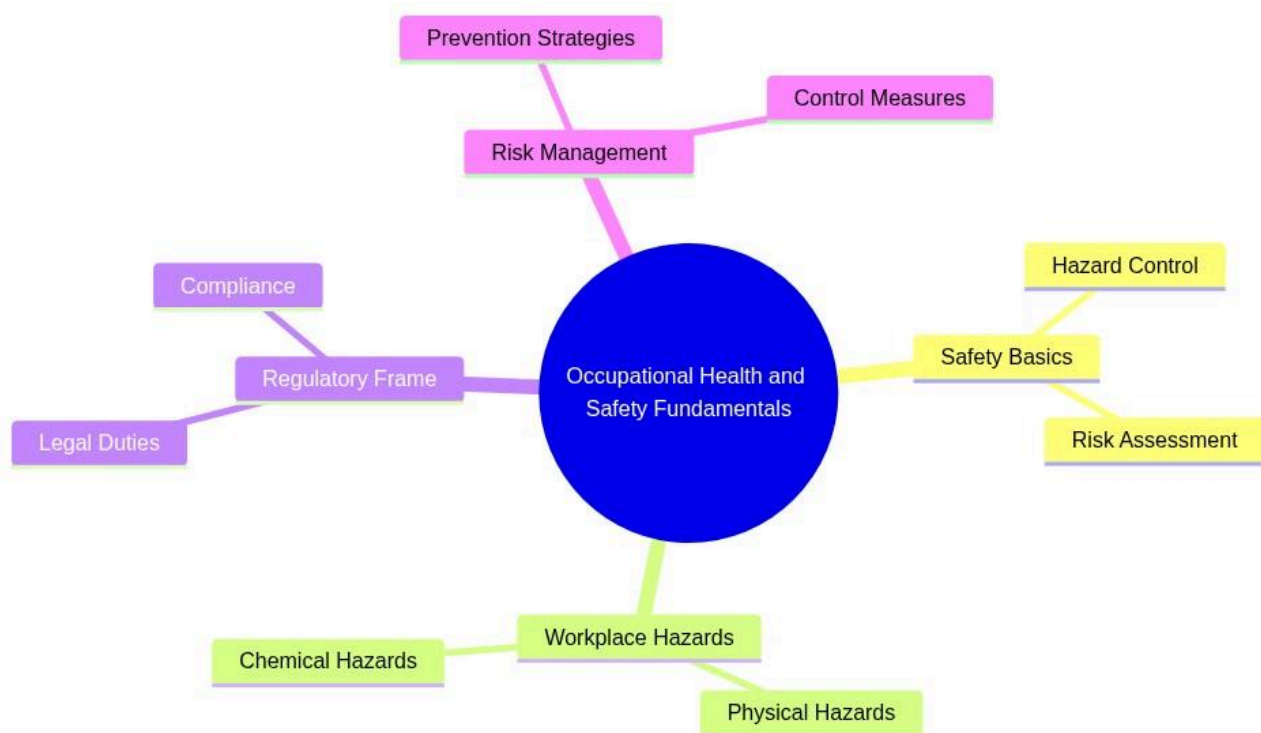 Prevention Strategies
Control Measures
Risk Management
Hazard Control
Compliance
Safety Basics
Regulatory Frame
Occupational Health and
Safety Fundamentals
Legal Duties
Risk Assessment
Workplace Hazards
Chemical Hazards
Physical Hazards